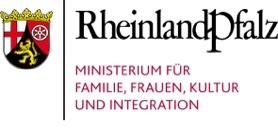 RheinlandPfalz
MINISTERIUM FÜR
FAMILIE, FRAUEN, KULTUR
UND INTEGRATION